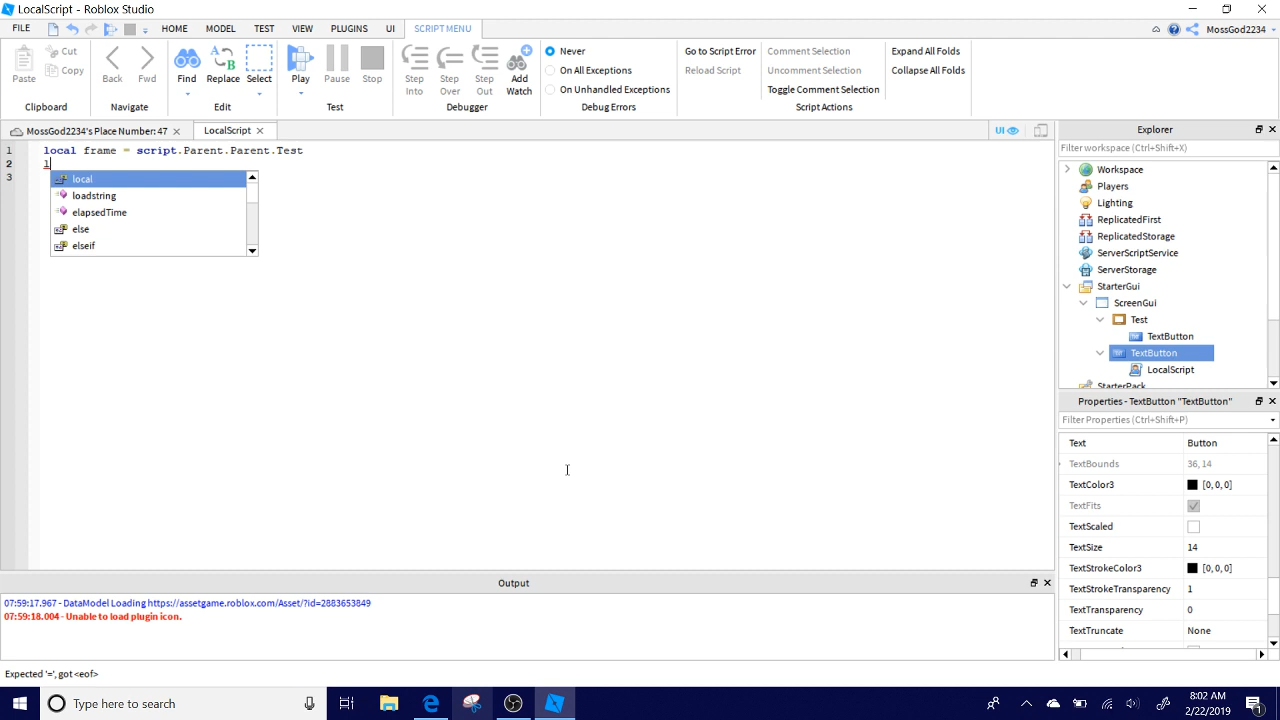 LocalScript - Roblox Studio
FILE HOME MODEL TEST VIEW PLUGINS UI SCRIPT MENU MossGod2234
Paste Cut Copy Back Fwd Find Replace Select Play Pause Stop Step Into Step Over Step Out Add Watch
Never
On All Exceptions
On Unhandled Exceptions
Go to Script Error
Reload Script
Comment Selection
Uncomment Selection
Toggle Comment Selection
Expand All Folds
Collapse All Folds
Clipboard Navigate Edit Test Debugger Debug Errors Script Actions
MossGod2234's Place Number: 47 LocalScript UI
1 local frame = script.Parent.Parent.Test
2 l
3
local
loadstring
elapsedTime
else
elseif
Explorer
Filter workspace (Ctrl+Shift+X)
Workspace
Players
Lighting
ReplicatedFirst
ReplicatedStorage
ServerScriptService
ServerStorage
StarterGui
ScreenGui
Test
TextButton
TextButton
LocalScript
StarterPack
Properties - TextButton "TextButton"
Filter Properties (Ctrl+Shift+P)
Text Button
TextBounds 36, 14
TextColor3 [0, 0, 0]
TextFits
TextScaled
TextSize 14
TextStrokeColor3 [0, 0, 0]
TextStrokeTransparency 1
TextTransparency 0
TextTruncate None
Output
07:59:17.967 - DataModel Loading https://assetgame.roblox.com/Asset/?id=2883653849
07:59:18.004 - Unable to load plugin icon.
Expected '=', got <eof>
Type here to search
8:02 AM
2/22/2019